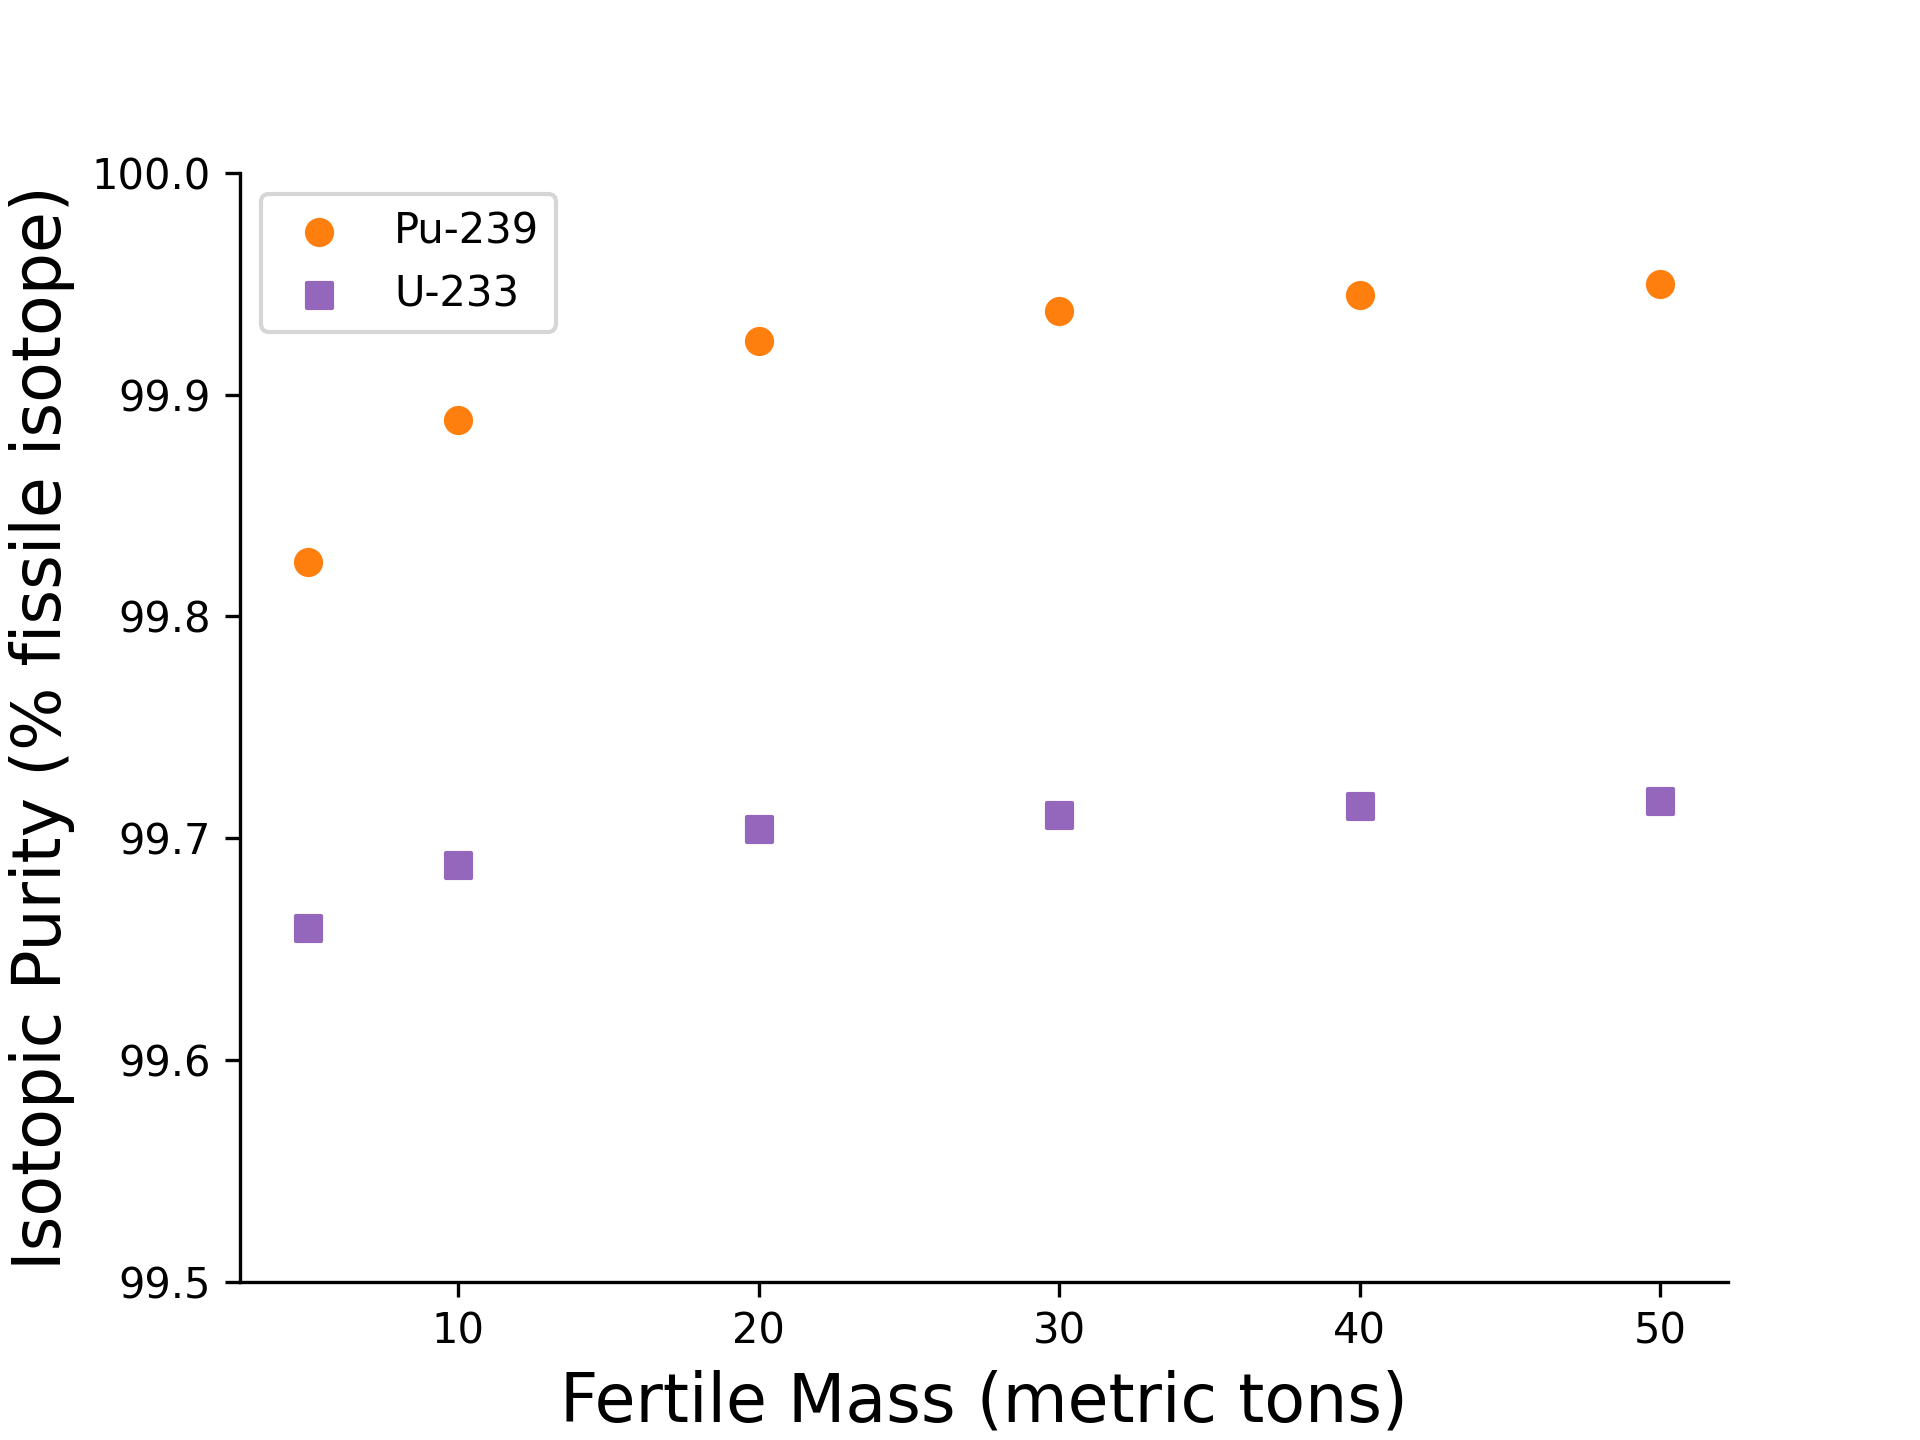 Isotopic Purity (% fissile isotope)
100.0
99.9
99.8
99.7
99.6
99.5
Pu-239
U-233
10 20 30 40 50
Fertile Mass (metric tons)